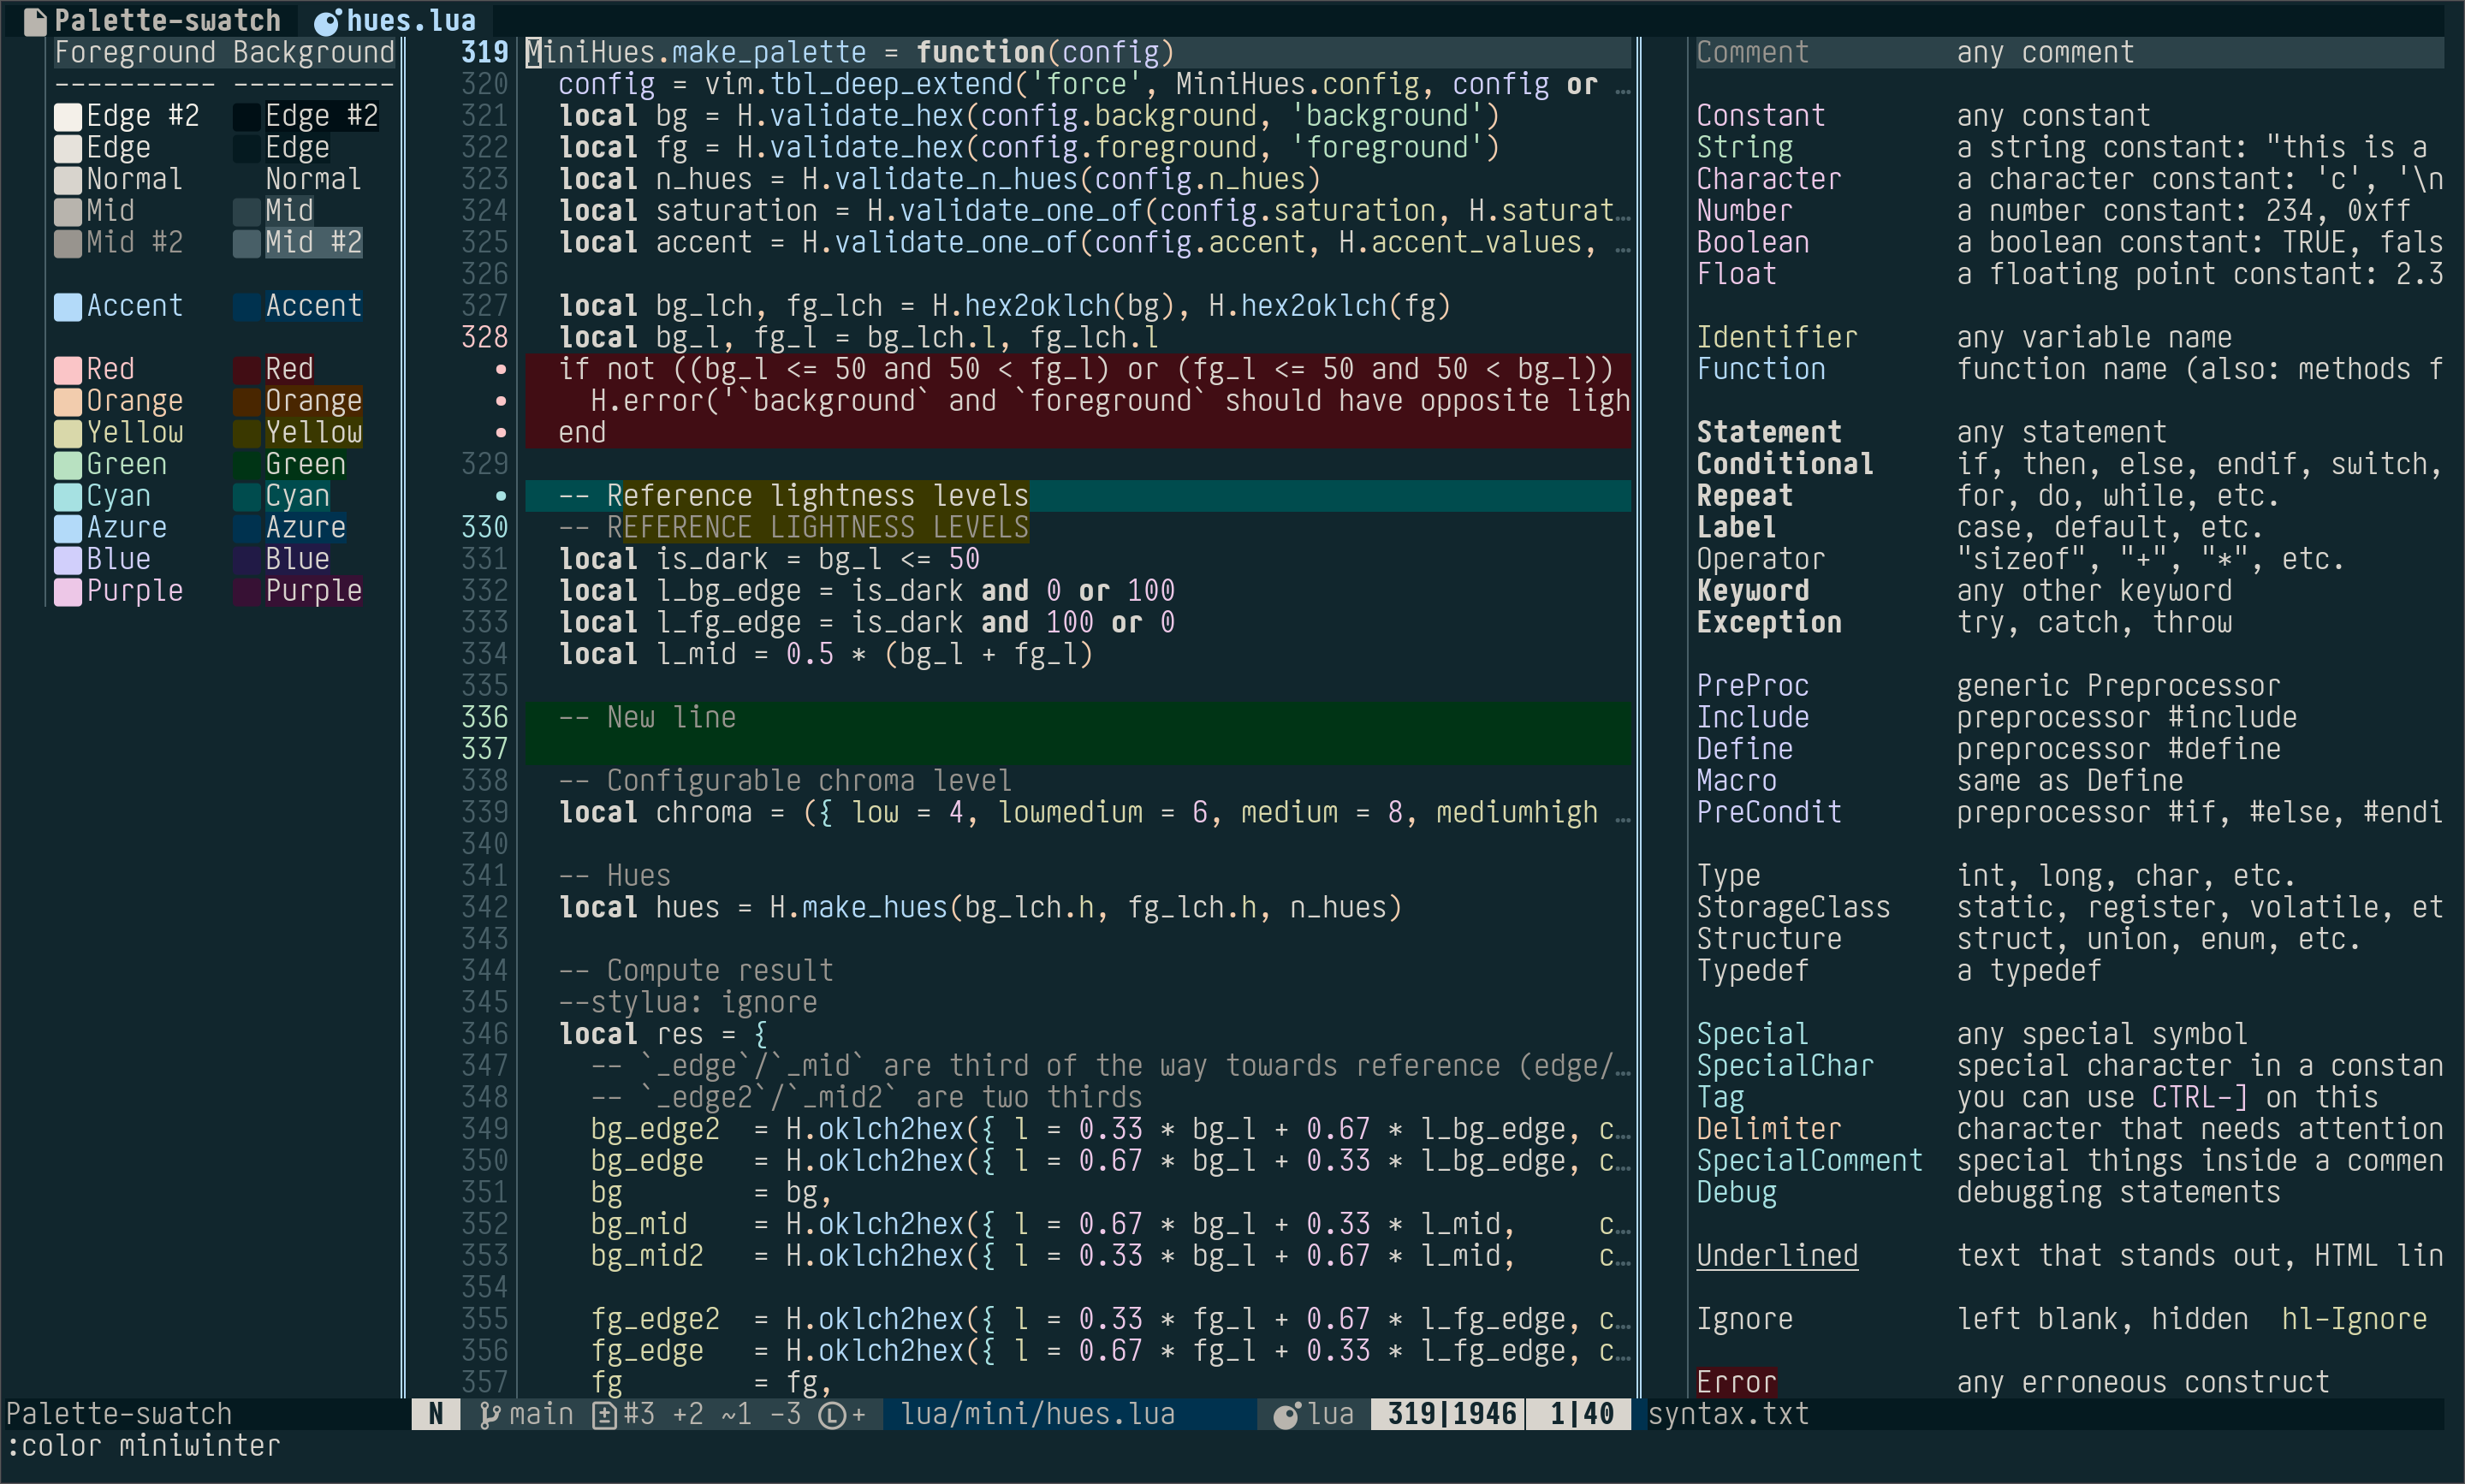 Palette-swatch hues.lua
Foreground Background
---------- ----------
Edge #2 Edge #2
Edge Edge
Normal Normal
Mid Mid
Mid #2 Mid #2
Accent Accent
Red Red
Orange Orange
Yellow Yellow
Green Green
Cyan Cyan
Azure Azure
Blue Blue
Purple Purple
319 MiniHues.make_palette = function(config)
320 config = vim.tbl_deep_extend('force', MiniHues.config, config or …
321 local bg = H.validate_hex(config.background, 'background')
322 local fg = H.validate_hex(config.foreground, 'foreground')
323 local n_hues = H.validate_n_hues(config.n_hues)
324 local saturation = H.validate_one_of(config.saturation, H.saturat…
325 local accent = H.validate_one_of(config.accent, H.accent_values, …
326
327 local bg_lch, fg_lch = H.hex2oklch(bg), H.hex2oklch(fg)
328 local bg_l, fg_l = bg_lch.l, fg_lch.l
• if not ((bg_l <= 50 and 50 < fg_l) or (fg_l <= 50 and 50 < bg_l))
• H.error('`background` and `foreground` should have opposite ligh
• end
329
• -- Reference lightness levels
330 -- REFERENCE LIGHTNESS LEVELS
331 local is_dark = bg_l <= 50
332 local l_bg_edge = is_dark and 0 or 100
333 local l_fg_edge = is_dark and 100 or 0
334 local l_mid = 0.5 * (bg_l + fg_l)
335
336 -- New line
337
338 -- Configurable chroma level
339 local chroma = ({ low = 4, lowmedium = 6, medium = 8, mediumhigh …
340
341 -- Hues
342 local hues = H.make_hues(bg_lch.h, fg_lch.h, n_hues)
343
344 -- Compute result
345 --stylua: ignore
346 local res = {
347 -- `_edge`/`_mid` are third of the way towards reference (edge/…
348 -- `_edge2`/`_mid2` are two thirds
349 bg_edge2 = H.oklch2hex({ l = 0.33 * bg_l + 0.67 * l_bg_edge, c…
350 bg_edge = H.oklch2hex({ l = 0.67 * bg_l + 0.33 * l_bg_edge, c…
351 bg = bg,
352 bg_mid = H.oklch2hex({ l = 0.67 * bg_l + 0.33 * l_mid, c…
353 bg_mid2 = H.oklch2hex({ l = 0.33 * bg_l + 0.67 * l_mid, c…
354
355 fg_edge2 = H.oklch2hex({ l = 0.33 * fg_l + 0.67 * l_fg_edge, c…
356 fg_edge = H.oklch2hex({ l = 0.67 * fg_l + 0.33 * l_fg_edge, c…
357 fg = fg,
Comment any comment
Constant any constant
String a string constant: "this is a
Character a character constant: 'c', '\n
Number a number constant: 234, 0xff
Boolean a boolean constant: TRUE, fals
Float a floating point constant: 2.3
Identifier any variable name
Function function name (also: methods f
Statement any statement
Conditional if, then, else, endif, switch,
Repeat for, do, while, etc.
Label case, default, etc.
Operator "sizeof", "+", "*", etc.
Keyword any other keyword
Exception try, catch, throw
PreProc generic Preprocessor
Include preprocessor #include
Define preprocessor #define
Macro same as Define
PreCondit preprocessor #if, #else, #endi
Type int, long, char, etc.
StorageClass static, register, volatile, et
Structure struct, union, enum, etc.
Typedef a typedef
Special any special symbol
SpecialChar special character in a constan
Tag you can use CTRL-] on this
Delimiter character that needs attention
SpecialComment special things inside a commen
Debug debugging statements
Underlined text that stands out, HTML lin
Ignore left blank, hidden hl-Ignore
Error any erroneous construct
Palette-swatch N main #3 +2 ~1 -3 L+ lua/mini/hues.lua lua 319|1946 1|40 syntax.txt
:color miniwinter